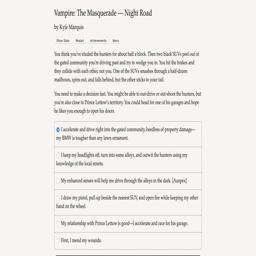 Vampire: The Masquerade — Night Road
by Kyle Marquis
Show Stats Restart Achievements Menu
You think you've eluded the hunters for about half a block. Then two black SUVs peel out
of the gated community you're driving past and try to wedge you in. You hit the brakes and
they collide with each other, not you. One of the SUVs smashes through a half-dozen
mailboxes, spins out, and falls behind, but the other sticks to your tail.
You need to make a decision fast. You might be able to out-drive or out-shoot the hunters, but
you're also close to Prince Lettow's territory. You could head for one of his garages and hope
he likes you enough to open his doors.
I accelerate and drive right into the gated community, heedless of property damage—
my BMW is tougher than any lawn ornament.
I keep my headlights off, turn into some alleys, and outwit the hunters using my
knowledge of the local streets.
My enhanced senses will help me drive through the alleys in the dark. [Auspex]
I draw my pistol, pull up beside the nearest SUV, and open fire while keeping my other
hand on the wheel.
My relationship with Prince Lettow is good—I accelerate and race for his garage.
First, I mend my wounds.